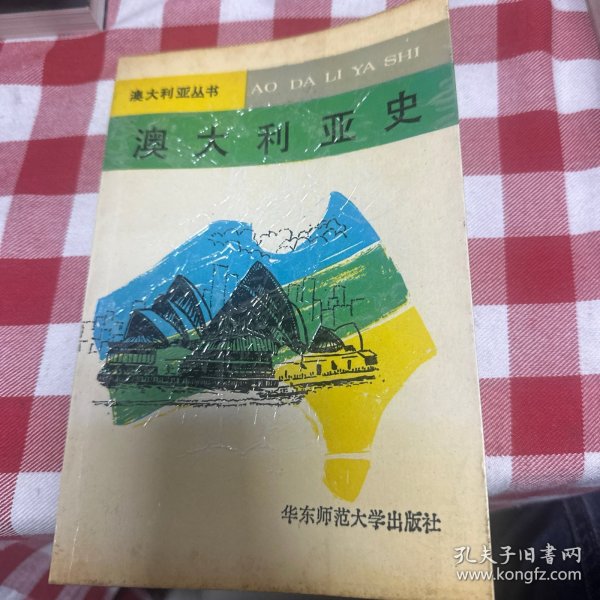 澳大利亚丛书
AO DA LI YA SHI
澳大利亚史
华东师范大学出版社
孔夫子旧书网
www.kongfz.com